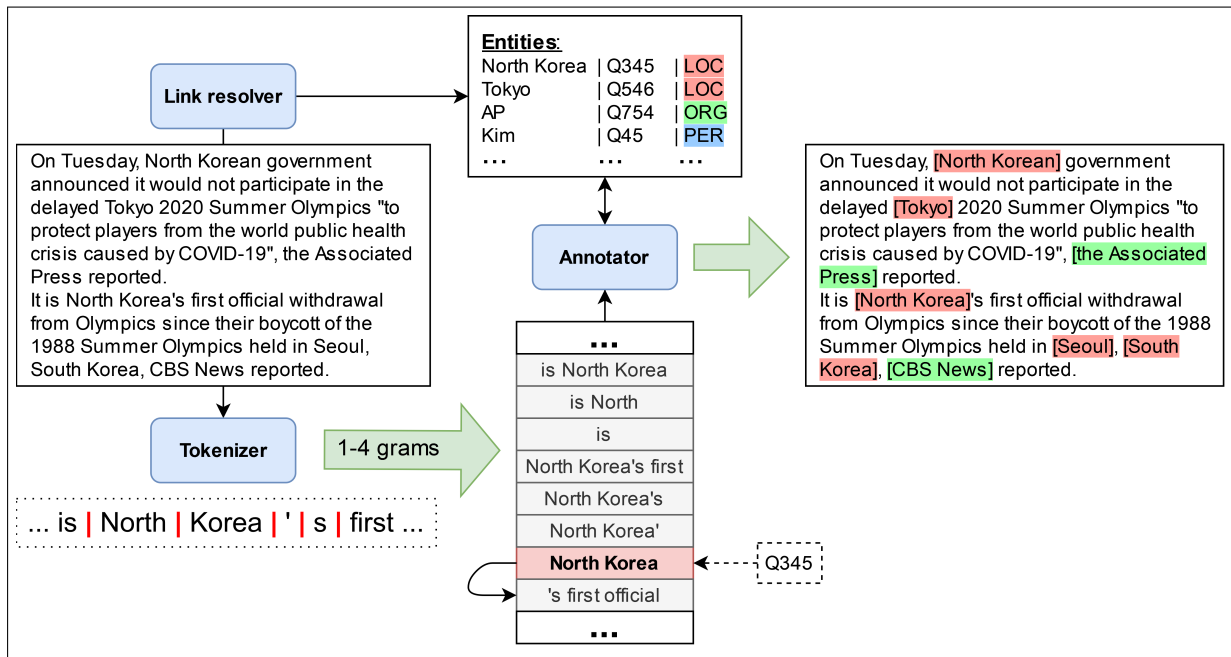 Link resolver
Entities:
North Korea | Q345 | LOC
Tokyo | Q546 | LOC
AP | Q754 | ORG
Kim | Q45 | PER
... ... ...
On Tuesday, North Korean government
announced it would not participate in the
delayed Tokyo 2020 Summer Olympics "to
protect players from the world public health
crisis caused by COVID-19", the Associated
Press reported.
It is North Korea's first official withdrawal
from Olympics since their boycott of the
1988 Summer Olympics held in Seoul,
South Korea, CBS News reported.
Tokenizer
... is | North | Korea | ' | s | first ...
1-4 grams
Annotator
...
is North Korea
is North
is
North Korea's first
North Korea's
North Korea'
North Korea
's first official
...
Q345
On Tuesday, [North Korean] government
announced it would not participate in the
delayed [Tokyo] 2020 Summer Olympics "to
protect players from the world public health
crisis caused by COVID-19", [the Associated
Press] reported.
It is [North Korea]'s first official withdrawal
from Olympics since their boycott of the 1988
Summer Olympics held in [Seoul], [South
Korea], [CBS News] reported.